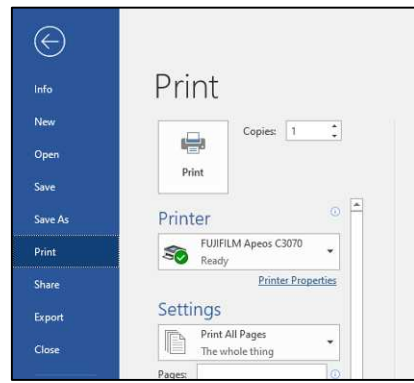 Info
New
Open
Save
Save As
Print
Share
Export
Close
Print
Copies: 1
Print
Printer
FUJIFILM Apeos C3070
Ready
Printer Properties
Settings
Print All Pages
The whole thing
Pages: